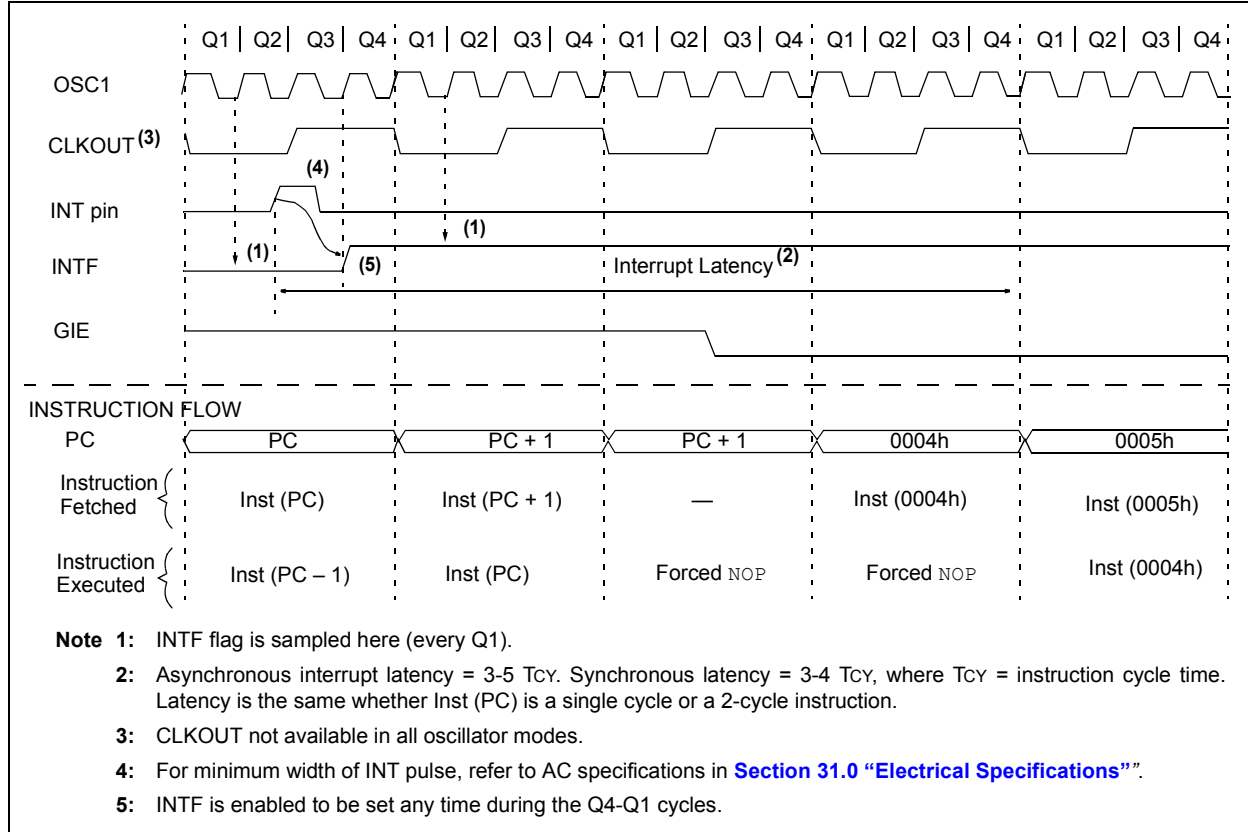 Q1 Q2 Q3 Q4 Q1 Q2 Q3 Q4 Q1 Q2 Q3 Q4 Q1 Q2 Q3 Q4 Q1 Q2 Q3 Q4
OSC1
CLKOUT (3)
(4)
INT pin
(1)
(1)
INTF
(5)
Interrupt Latency (2)
GIE
INSTRUCTION FLOW
PC PC PC + 1 PC + 1 0004h 0005h
Instruction
Fetched
Inst (PC) Inst (PC + 1) — Inst (0004h) Inst (0005h)
Instruction
Executed
Inst (PC – 1) Inst (PC) Forced NOP Forced NOP Inst (0004h)
Note 1: INTF flag is sampled here (every Q1).
2: Asynchronous interrupt latency = 3-5 TCY. Synchronous latency = 3-4 TCY, where TCY = instruction cycle time.
Latency is the same whether Inst (PC) is a single cycle or a 2-cycle instruction.
3: CLKOUT not available in all oscillator modes.
4: For minimum width of INT pulse, refer to AC specifications in Section 31.0 “Electrical Specifications””.
5: INTF is enabled to be set any time during the Q4-Q1 cycles.